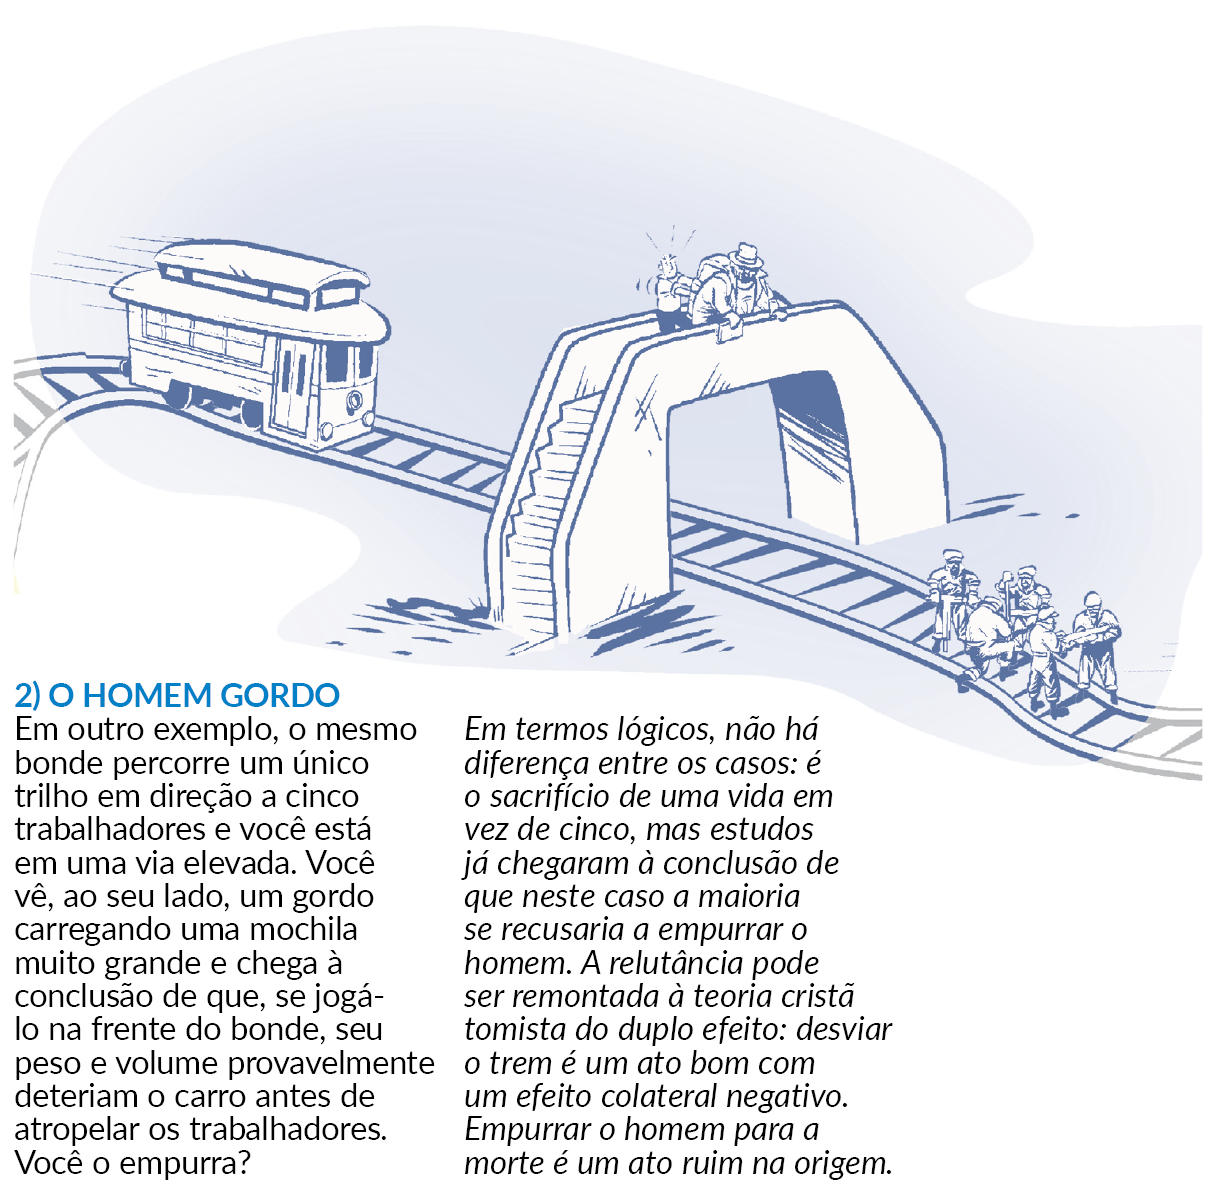 2) O HOMEM GORDO
Em outro exemplo, o mesmo
bonde percorre um único
trilho em direção a cinco
trabalhadores e você está
em uma via elevada. Você
vê, ao seu lado, um gordo
carregando uma mochila
muito grande e chega à
conclusão de que, se jogá-
lo na frente do bonde, seu
peso e volume provavelmente
deteriam o carro antes de
atropelar os trabalhadores.
Você o empurra?
Em termos lógicos, não há
diferença entre os casos: é
o sacrifício de uma vida em
vez de cinco, mas estudos
já chegaram à conclusão de
que neste caso a maioria
se recusaria a empurrar o
homem. A relutância pode
ser remontada à teoria cristã
tomista do duplo efeito: desviar
o trem é um ato bom com
um efeito colateral negativo.
Empurrar o homem para a
morte é um ato ruim na origem.